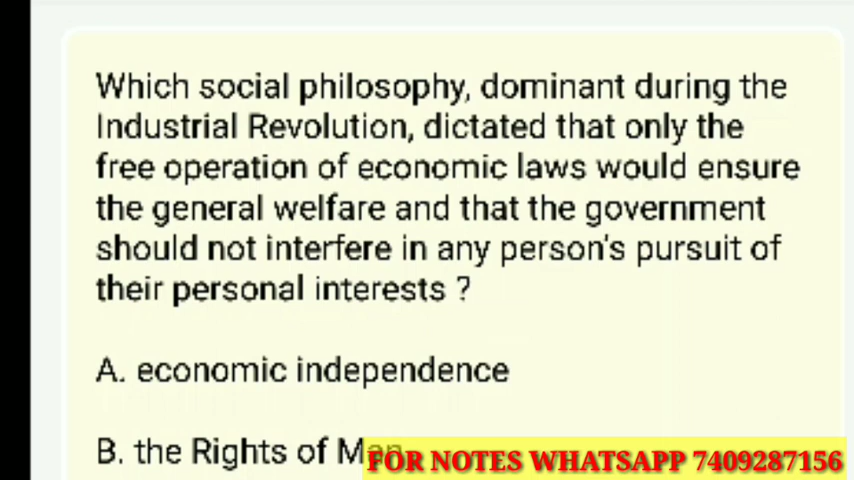 Which social philosophy, dominant during the
Industrial Revolution, dictated that only the
free operation of economic laws would ensure
the general welfare and that the government
should not interfere in any person's pursuit of
their personal interests ?
A. economic independence
B. the Rights of Man
FOR NOTES WHATSAPP 7409287156